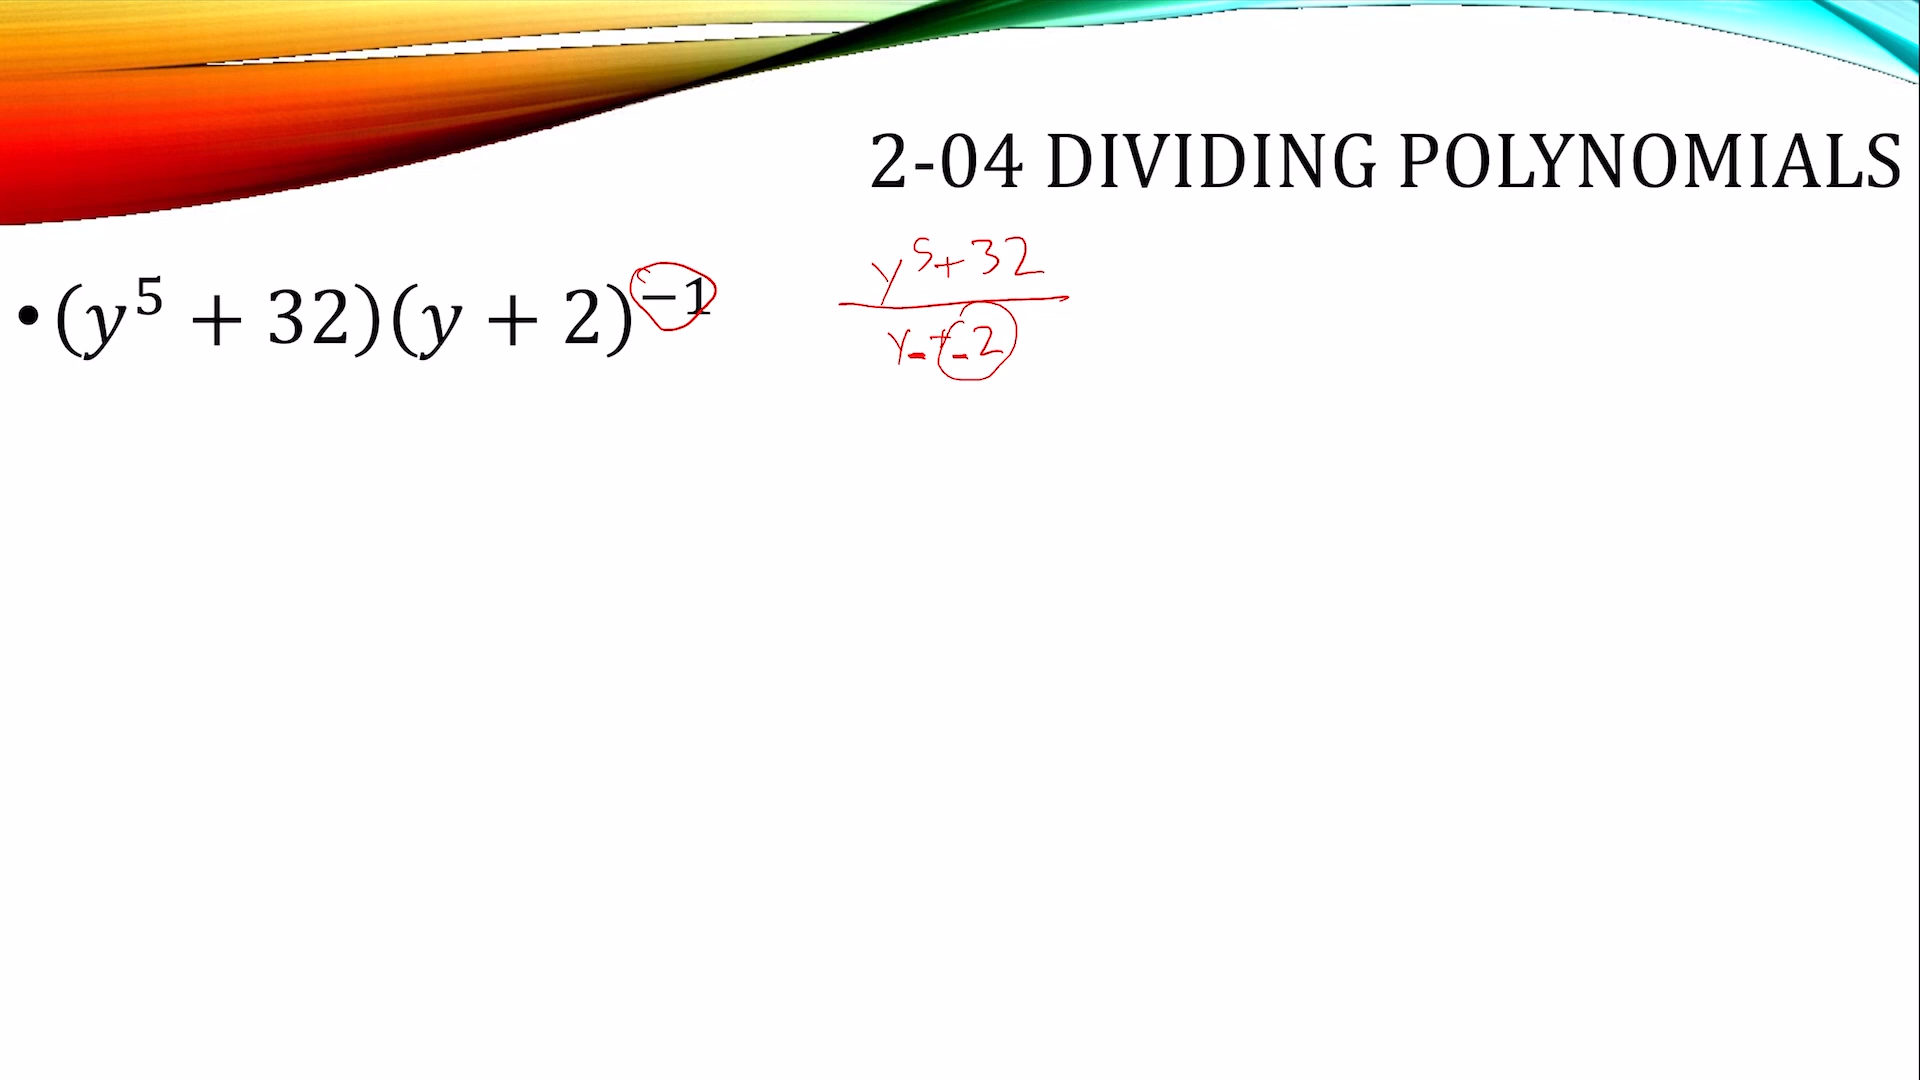 2-04 DIVIDING POLYNOMIALS
• (y⁵ + 32)(y + 2)⁻¹
y⁵+32
y-+-2